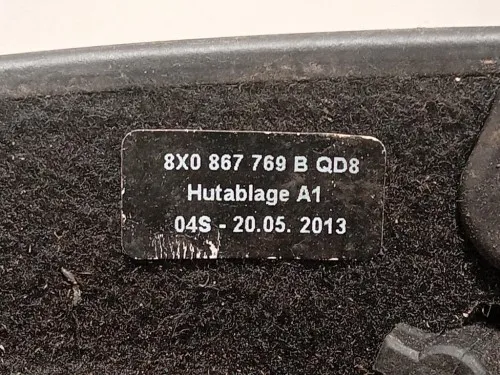 8X0 867 769 B QD8
Hutablage A1
04S - 20.05. 2013